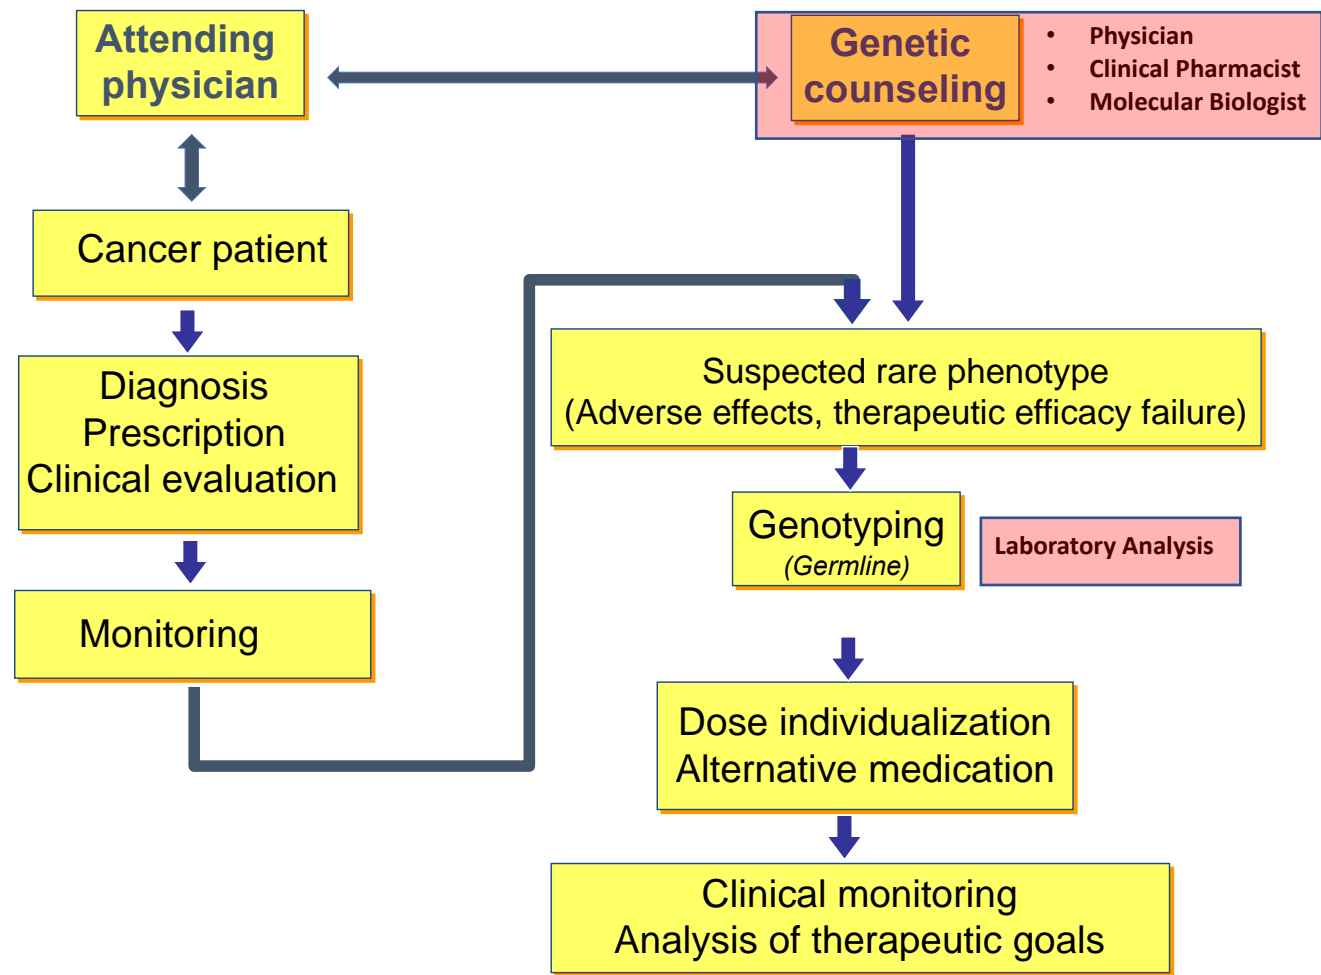 Attending
physician
Genetic
counseling
• Physician
• Clinical Pharmacist
• Molecular Biologist
Cancer patient
Diagnosis
Prescription
Clinical evaluation
Monitoring
Suspected rare phenotype
(Adverse effects, therapeutic efficacy failure)
Genotyping
(Germline)
Laboratory Analysis
Dose individualization
Alternative medication
Clinical monitoring
Analysis of therapeutic goals